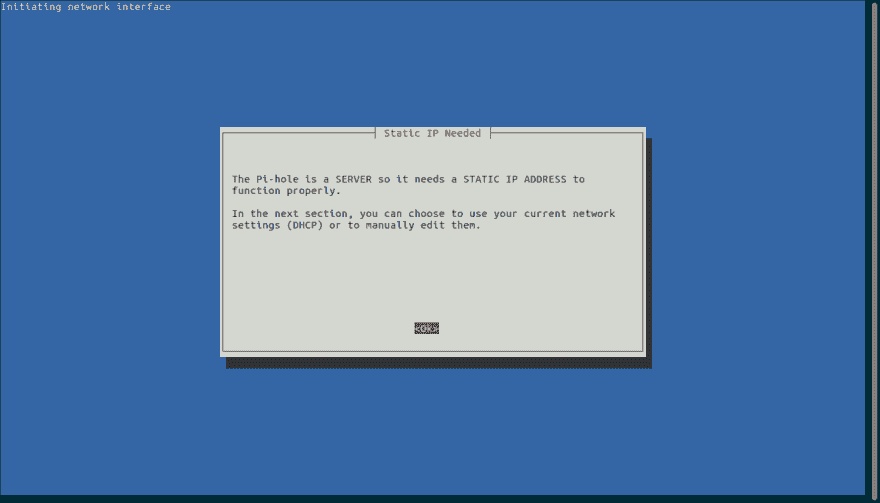 Initiating network interface
Static IP Needed
The Pi-hole is a SERVER so it needs a STATIC IP ADDRESS to
function properly.
In the next section, you can choose to use your current network
settings (DHCP) or to manually edit them.